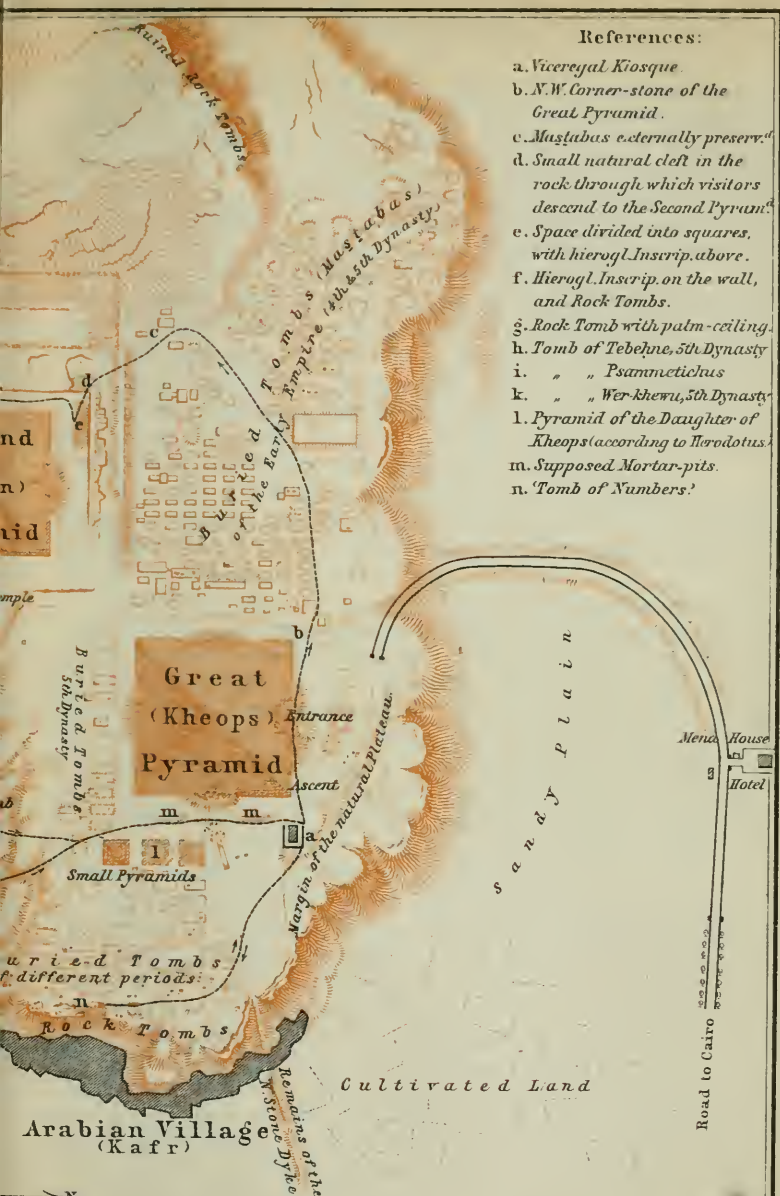 References:
a. Viceregal Kiosque
b. N.W. Corner-stone of the
Great Pyramid.
c. Mastabas externally preserv.d
d. Small natural cleft in the
rock through which visitors
descend to the Second Pyram.d
e. Space divided into squares,
with hierogl. Inscrip. above.
f. Hierogl. Inscrip. on the wall,
and Rock Tombs.
g. Rock Tomb with palm-ceiling.
h. Tomb of Tebehne, 5th Dynasty
i. „ „ Psammetichus
k. „ „ Wer-khewu, 5th Dynasty
l. Pyramid of the Daughter of
Kheops (according to Herodotus.)
m. Supposed Mortar-pits.
n. 'Tomb of Numbers.'
Ruined Rock Tombs
Tombs (Mastabas)
Empire (4th & 5th Dynasty)
Buried
or the Early
c
d
e
nd
n)
nid
emple
b
Buried Tombs
5th Dynasty
Great
(Kheops)
Pyramid
Entrance
Ascent
Margin of the natural Plateau.
Sandy Plain
Mena House
Hotel
m m
a
l
Small Pyramids
uried Tombs
f different periods.
n
Rock Tombs
Arabian Village
(Kafr)
Remains of the
N. Stone Dyke
Cultivated Land
Road to Cairo
N